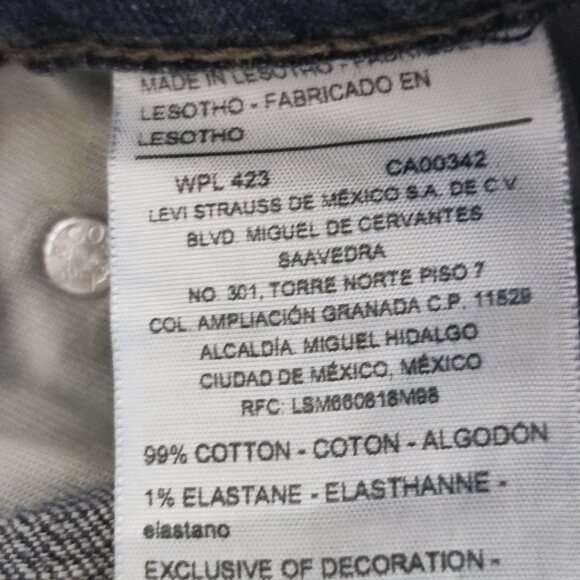 MADE IN LESOTHO - FABRIQUÉ AU
LESOTHO - FABRICADO EN
LESOTHO
WPL 423 CA00342
LEVI STRAUSS DE MÉXICO S.A. DE C.V.
BLVD. MIGUEL DE CERVANTES
SAAVEDRA
NO. 301, TORRE NORTE PISO 7
COL. AMPLIACIÓN GRANADA C.P. 11529
ALCALDÍA. MIGUEL HIDALGO
CIUDAD DE MÉXICO, MÉXICO
RFC: LSM660618M98
99% COTTON - COTON - ALGODÓN
1% ELASTANE - ELASTHANNE -
elastano
EXCLUSIVE OF DECORATION -